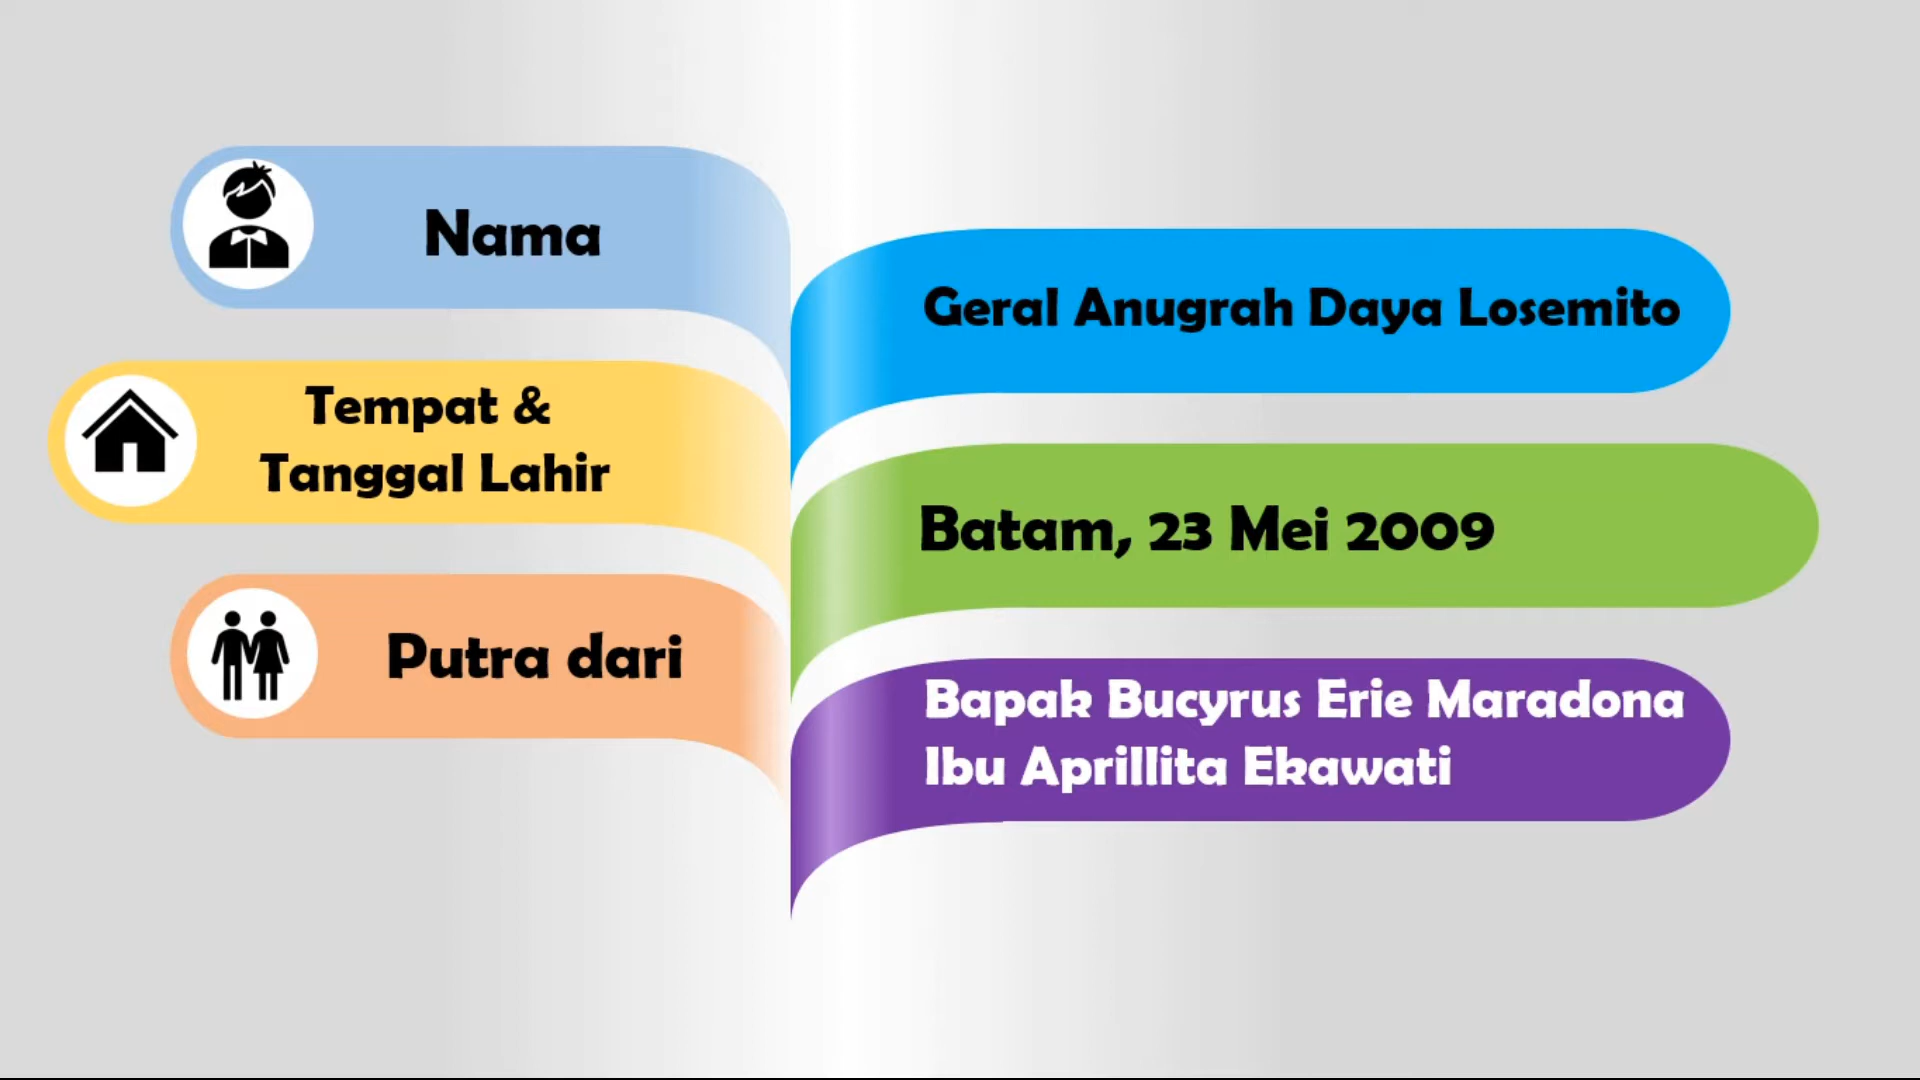 Nama
Geral Anugrah Daya Losemito
Tempat &
Tanggal Lahir
Batam, 23 Mei 2009
Putra dari
Bapak Bucyrus Erie Maradona
Ibu Aprillita Ekawati